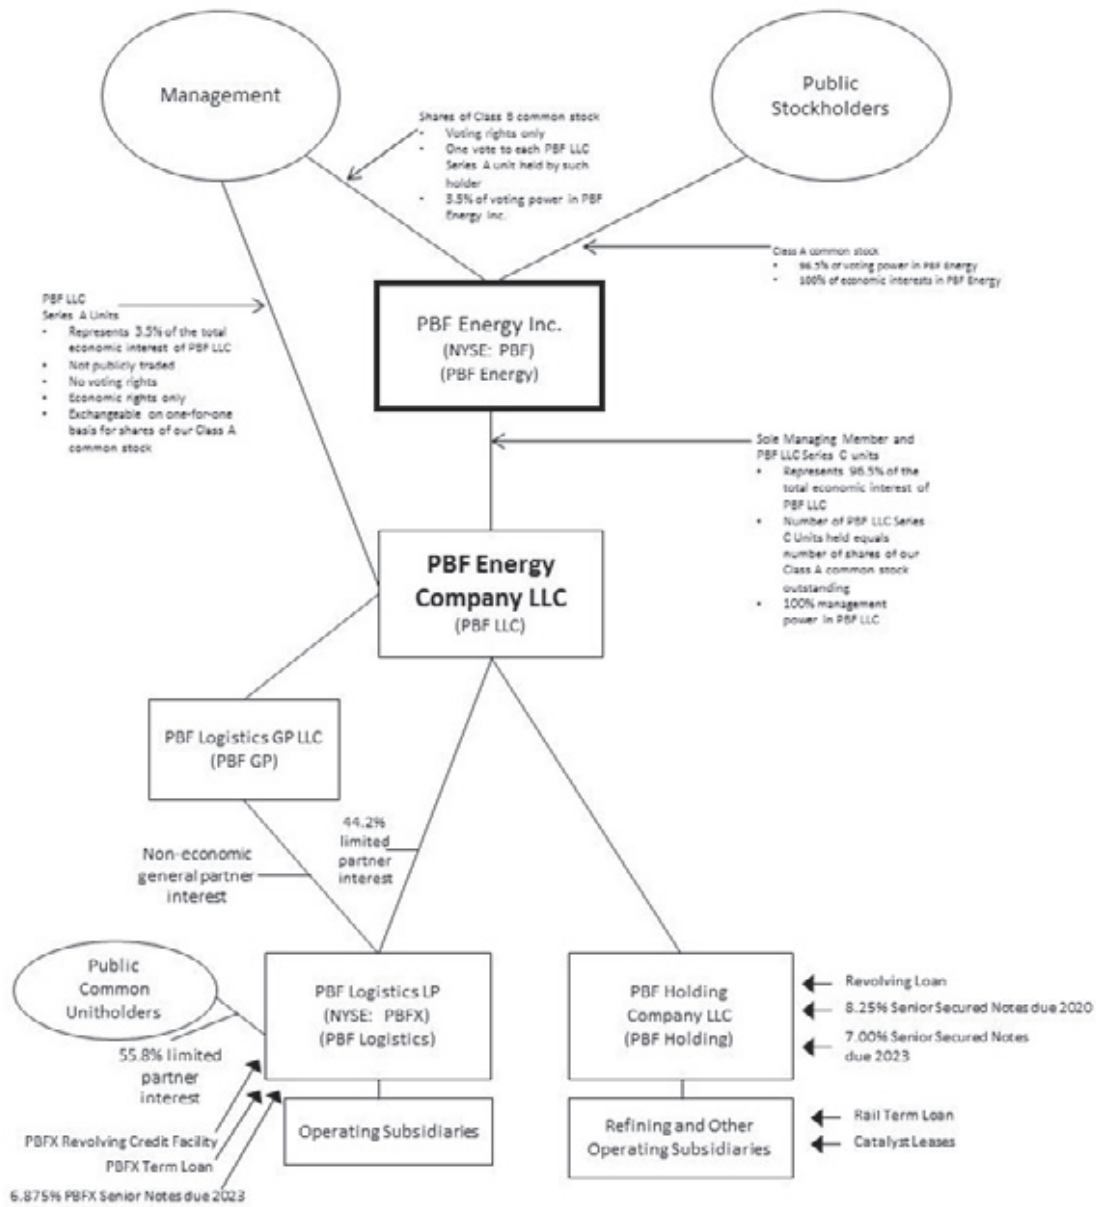 Management
Public
Stockholders
Shares of Class B common stock
• Voting rights only
• One vote to each PBF LLC
Series A unit held by such
holder
• 3.5% of voting power in PBF
Energy Inc.
Class A common stock
• 96.5% of voting power in PBF Energy
• 100% of economic interests in PBF Energy
PBF LLC
Series A Units
• Represents 3.5% of the total
economic interest of PBF LLC
• Not publicly traded
• No voting rights
• Economic rights only
• Exchangeable on one-for-one
basis for shares of our Class A
common stock
PBF Energy Inc.
(NYSE: PBF)
(PBF Energy)
Sole Managing Member and
PBF LLC Series C units
• Represents 96.5% of the
total economic interest of
PBF LLC
• Number of PBF LLC Series
C Units held equals
number of shares of our
Class A common stock
outstanding
• 100% management
power in PBF LLC
PBF Energy
Company LLC
(PBF LLC)
PBF Logistics GP LLC
(PBF GP)
44.2%
limited
partner
interest
Non-economic
general partner
interest
Public
Common
Unitholders
PBF Logistics LP
(NYSE: PBFX)
(PBF Logistics)
PBF Holding
Company LLC
(PBF Holding)
Revolving Loan
8.25% Senior Secured Notes due 2020
7.00% Senior Secured Notes
due 2023
55.8% limited
partner
interest
Operating Subsidiaries
Refining and Other
Operating Subsidiaries
Rail Term Loan
Catalyst Leases
PBFX Revolving Credit Facility
PBFX Term Loan
6.875% PBFX Senior Notes due 2023